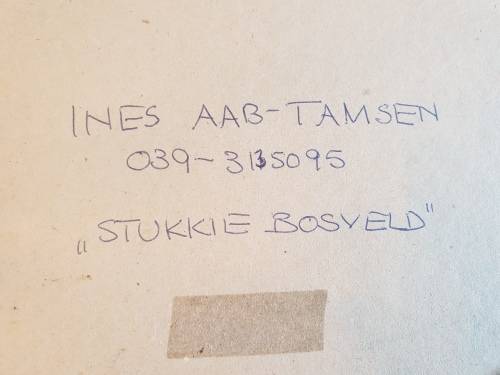 INES AAB-TAMSEN
039-3135095
„STUKKIE BOSVELD"